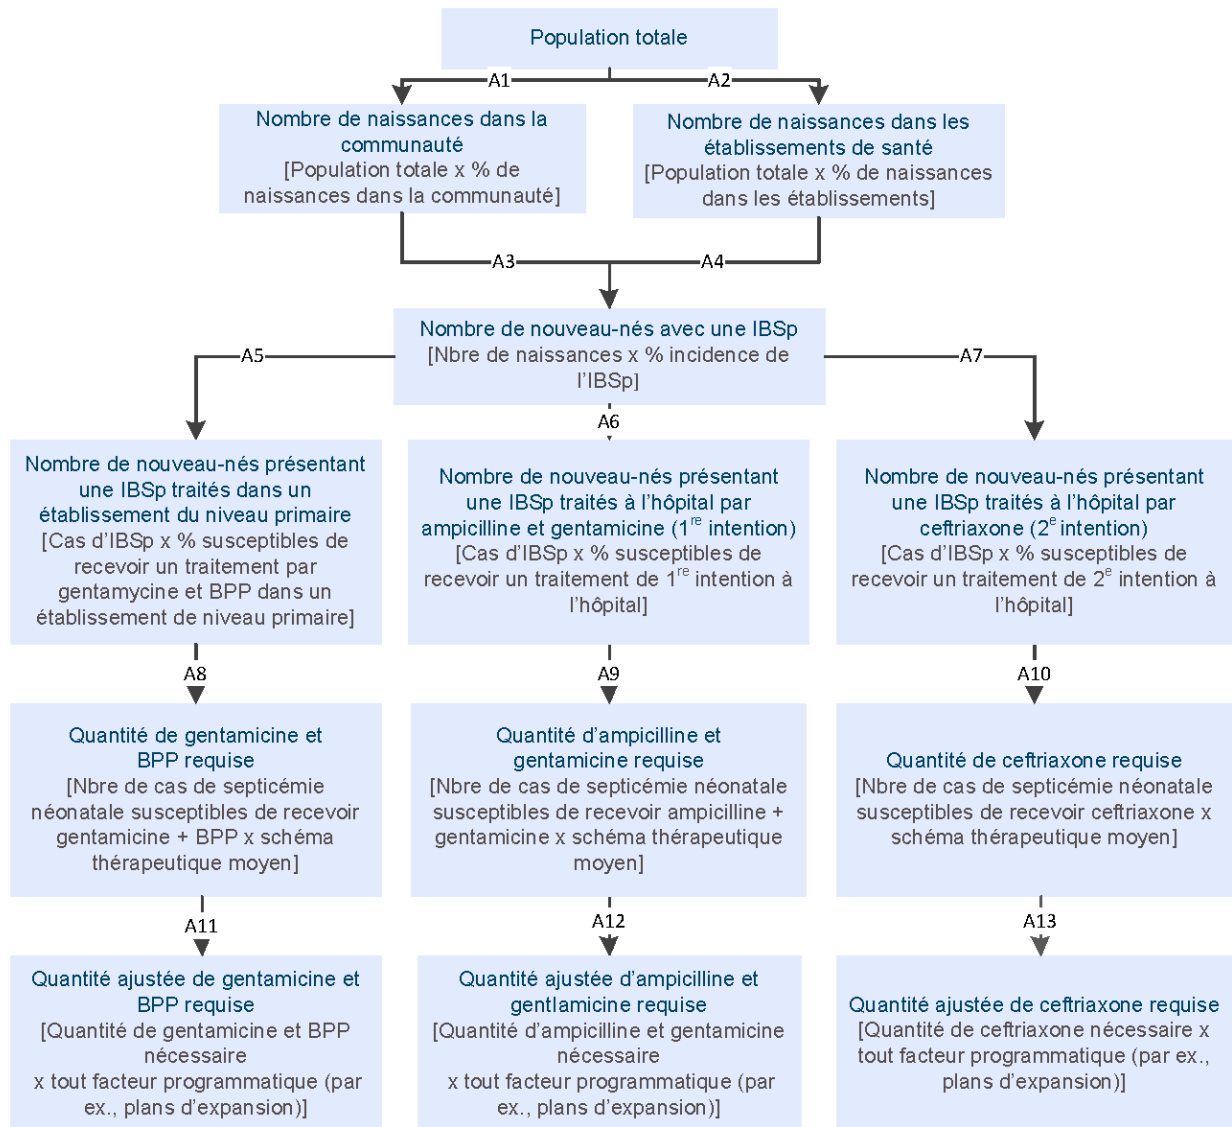 Population totale
A1
A2
Nombre de naissances dans la
communauté
[Population totale x % de
naissances dans la communauté]
Nombre de naissances dans les
établissements de santé
[Population totale x % de naissances
dans les établissements]
A3
A4
Nombre de nouveau-nés avec une IBSp
[Nbre de naissances x % incidence de
l'IBSp]
A5
A6
A7
Nombre de nouveau-nés présentant
une IBSp traités dans un
établissement du niveau primaire
[Cas d'IBSp x % susceptibles de
recevoir un traitement par
gentamycine et BPP dans un
établissement de niveau primaire]
Nombre de nouveau-nés présentant
une IBSp traités à l'hôpital par
ampicilline et gentamicine (1re intention)
[Cas d'IBSp x % susceptibles de
recevoir un traitement de 1re intention à
l'hôpital]
Nombre de nouveau-nés présentant
une IBSp traités à l'hôpital par
ceftriaxone (2e intention)
[Cas d'IBSp x % susceptibles de
recevoir un traitement de 2e intention à
l'hôpital]
A8
A9
A10
Quantité de gentamicine et
BPP requise
[Nbre de cas de septicémie
néonatale susceptibles de recevoir
gentamicine + BPP x schéma
thérapeutique moyen]
Quantité d'ampicilline et
gentamicine requise
[Nbre de cas de septicémie néonatale
susceptibles de recevoir ampicilline +
gentamicine x schéma thérapeutique
moyen]
Quantité de ceftriaxone requise
[Nbre de cas de septicémie néonatale
susceptibles de recevoir ceftriaxone x
schéma thérapeutique moyen]
A11
A12
A13
Quantité ajustée de gentamicine et
BPP requise
[Quantité de gentamicine et BPP
nécessaire
x tout facteur programmatique (par
ex., plans d'expansion)]
Quantité ajustée d'ampicilline et
gentlamicine requise
[Quantité d'ampicilline et gentamicine
nécessaire
x tout facteur programmatique (par
ex., plans d'expansion)]
Quantité ajustée de ceftriaxone requise
[Quantité de ceftriaxone nécessaire x
tout facteur programmatique (par ex.,
plans d'expansion)]